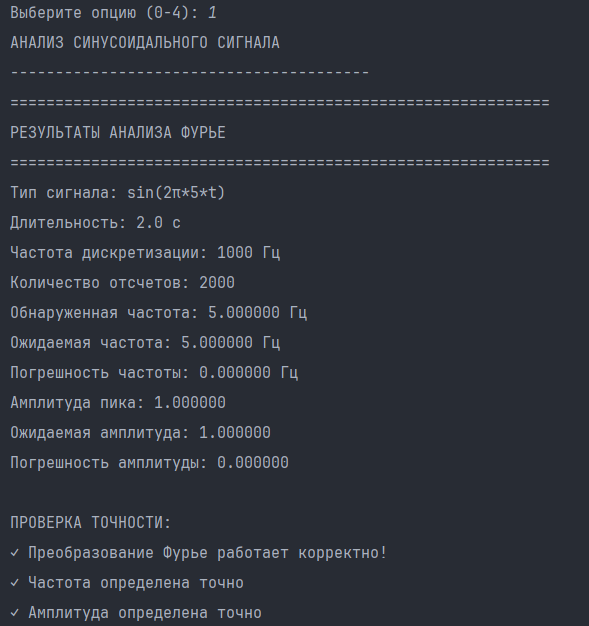 Выберите опцию (0-4): 1
АНАЛИЗ СИНУСОИДАЛЬНОГО СИГНАЛА
----------------------------------------
============================================================
РЕЗУЛЬТАТЫ АНАЛИЗА ФУРЬЕ
============================================================
Тип сигнала: sin(2π*5*t)
Длительность: 2.0 с
Частота дискретизации: 1000 Гц
Количество отсчетов: 2000
Обнаруженная частота: 5.000000 Гц
Ожидаемая частота: 5.000000 Гц
Погрешность частоты: 0.000000 Гц
Амплитуда пика: 1.000000
Ожидаемая амплитуда: 1.000000
Погрешность амплитуды: 0.000000
ПРОВЕРКА ТОЧНОСТИ:
✓ Преобразование Фурье работает корректно!
✓ Частота определена точно
✓ Амплитуда определена точно